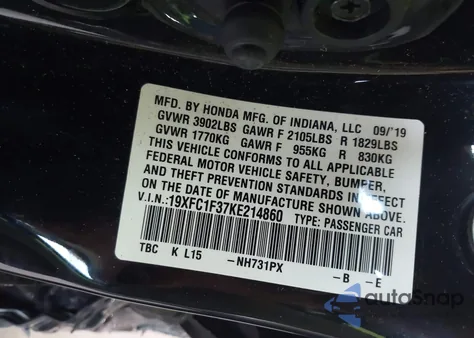 MFD. BY HONDA MFG. OF INDIANA, LLC 09/'19
GVWR 3902LBS GAWR F 2105LBS R 1829LBS
GVWR 1770KG GAWR F 955KG R 830KG
THIS VEHICLE CONFORMS TO ALL APPLICABLE
FEDERAL MOTOR VEHICLE SAFETY, BUMPER,
AND THEFT PREVENTION STANDARDS IN EFFECT
ON THE DATE OF MANUFACTURE SHOWN ABOVE.
V.I.N.:19XFC1F37KE214860 TYPE: PASSENGER CAR
TBC K L15 -NH731PX -B -E
autoSnap